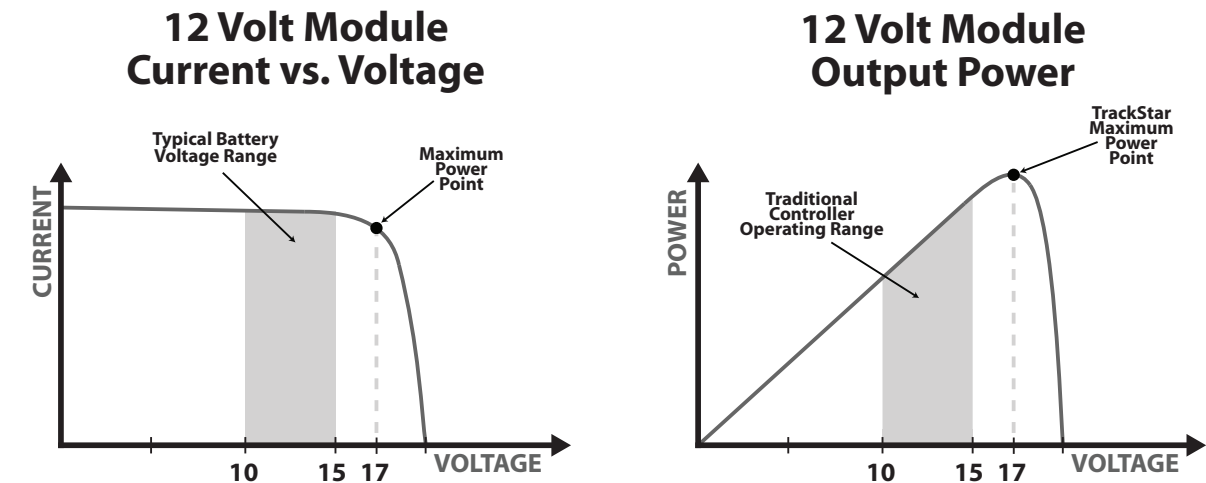 12 Volt Module
Current vs. Voltage
Typical Battery
Voltage Range
Maximum
Power
Point
CURRENT
10
15
17
VOLTAGE
12 Volt Module
Output Power
TrackStar
Maximum
Power
Point
Traditional
Controller
Operating Range
POWER
10
15
17
VOLTAGE